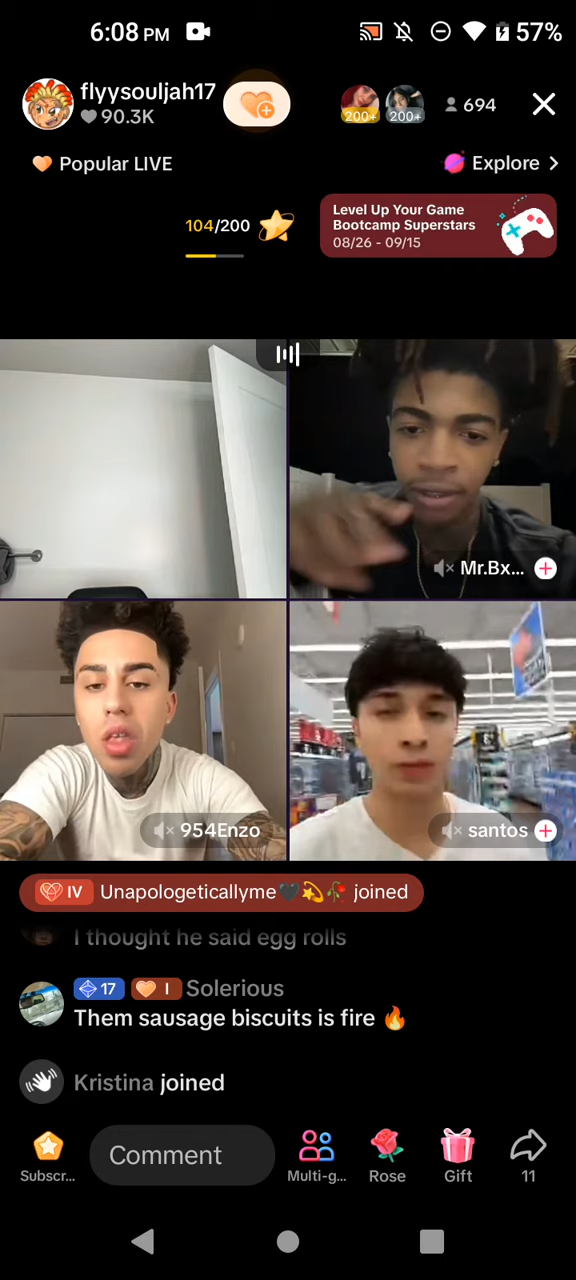 6:08 PM
57%
flyysouljah17
90.3K
200+
200+
694
Popular LIVE
Explore >
104/200
Level Up Your Game
Bootcamp Superstars
08/26 - 09/15
Mr.Bx...
954Enzo
santos
IV Unapologeticallyme🖤💫🥀 joined
I thought he said egg rolls
17 I Solerious
Them sausage biscuits is fire 🔥
Kristina joined
Subscr...
Comment
Multi-g...
Rose
Gift
11